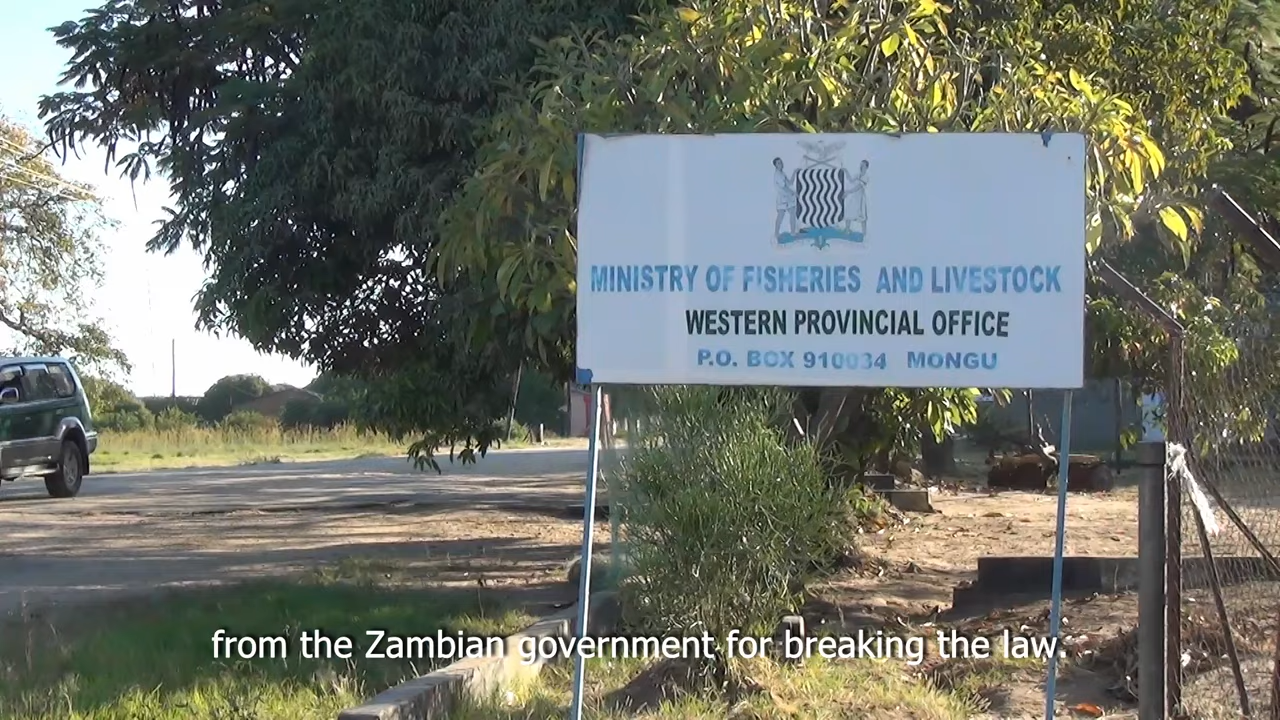 MINISTRY OF FISHERIES AND LIVESTOCK
WESTERN PROVINCIAL OFFICE
P.O. BOX 910034 MONGU
from the Zambian government for breaking the law.